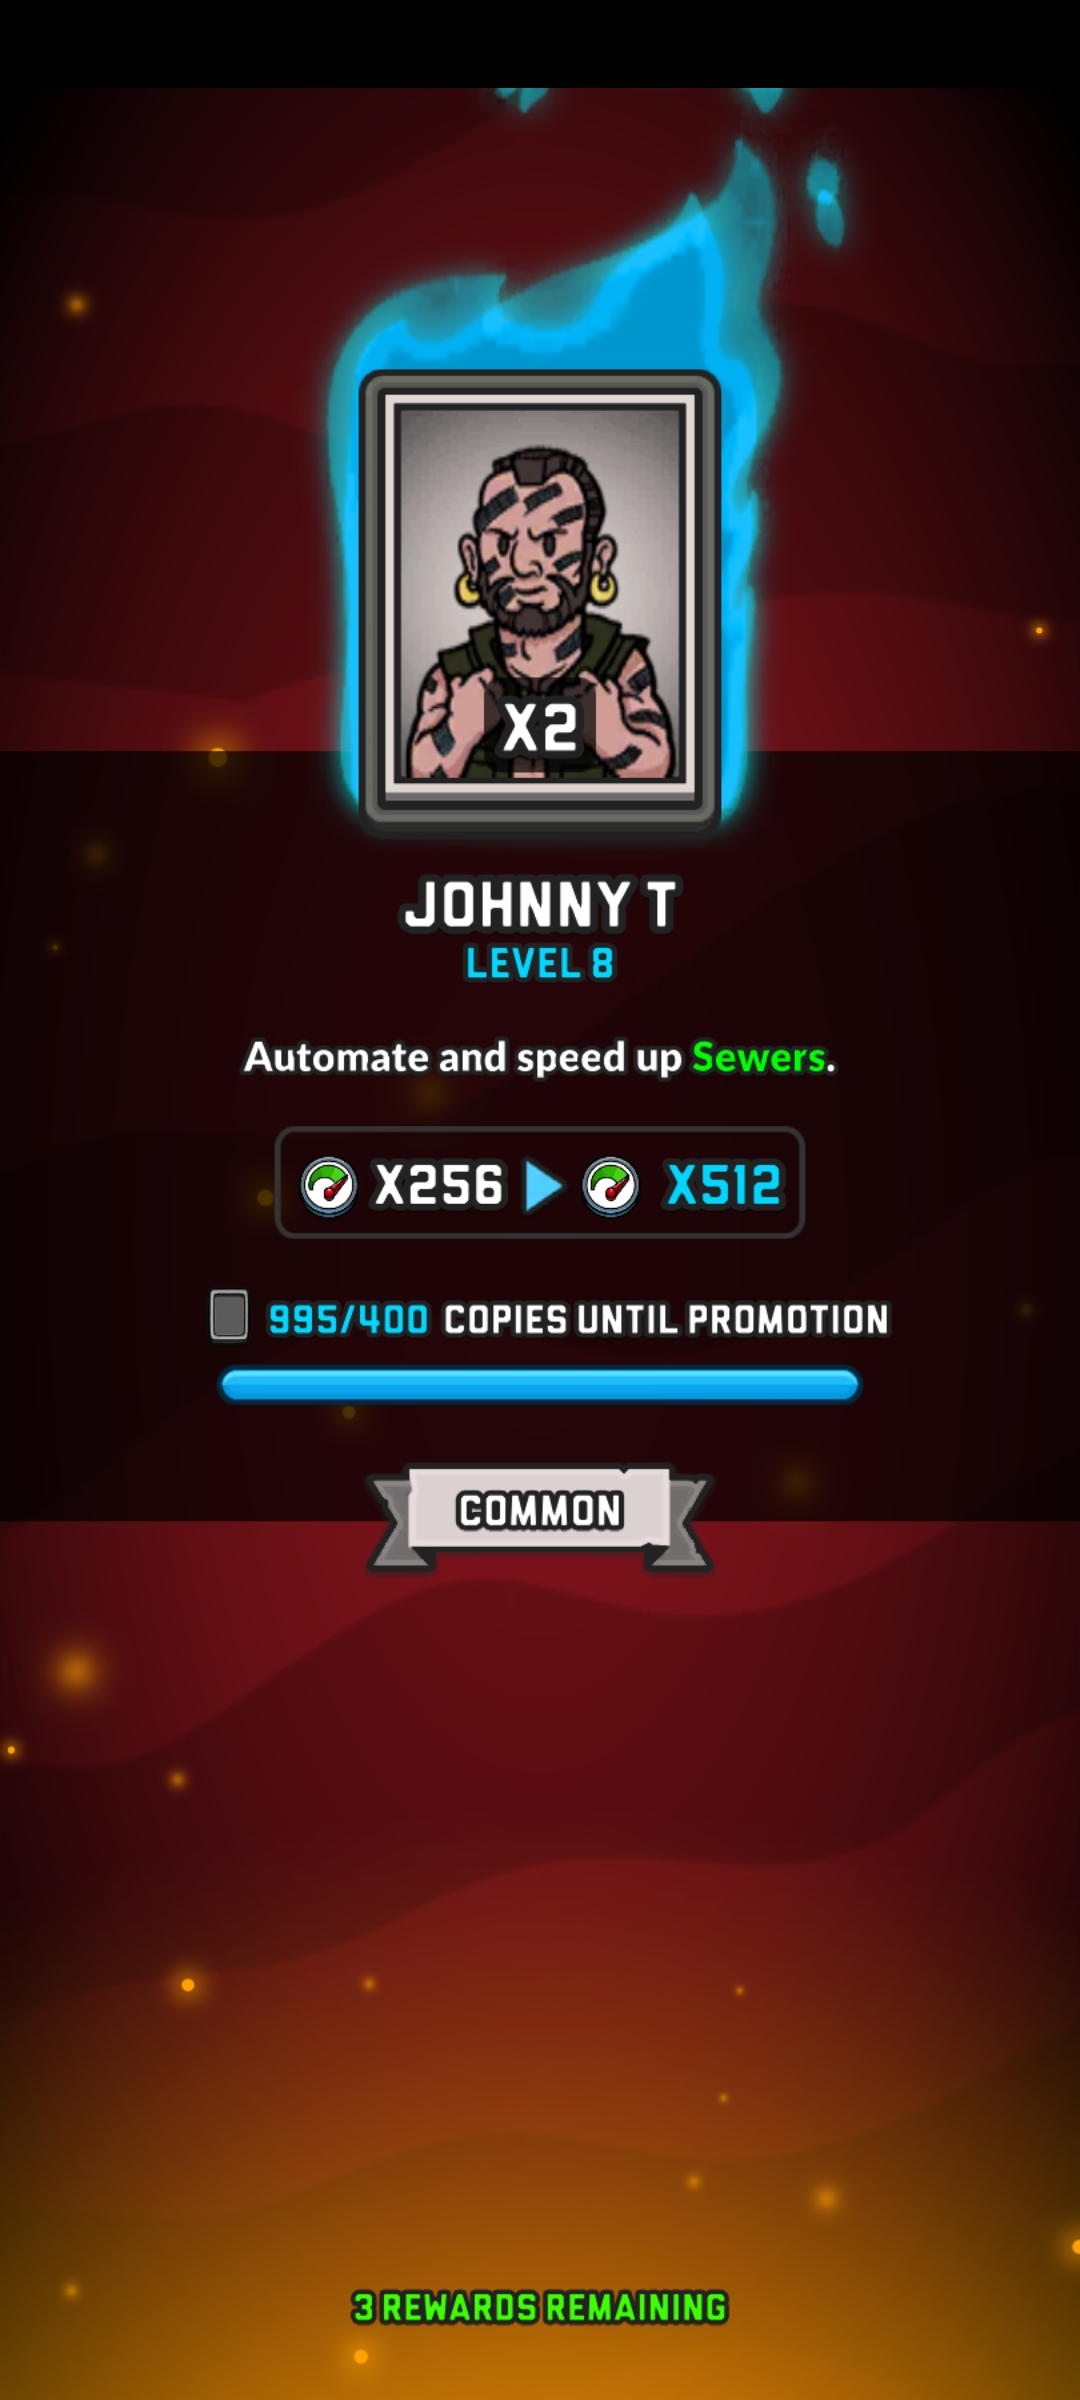 X2
JOHNNY T
LEVEL 8
Automate and speed up Sewers.
X256 X512
995/400 COPIES UNTIL PROMOTION
COMMON
3 REWARDS REMAINING